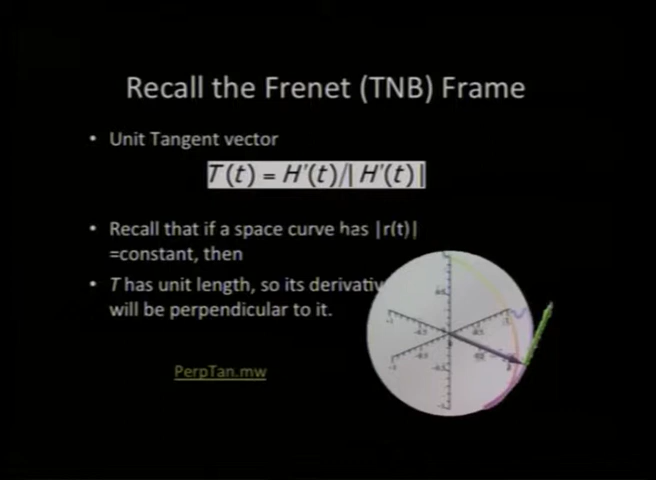 Recall the Frenet (TNB) Frame
• Unit Tangent vector
T(t) = H'(t)/| H'(t)|
• Recall that if a space curve has |r(t)|
=constant, then
• T has unit length, so its derivativ
will be perpendicular to it.
PerpTan.mw